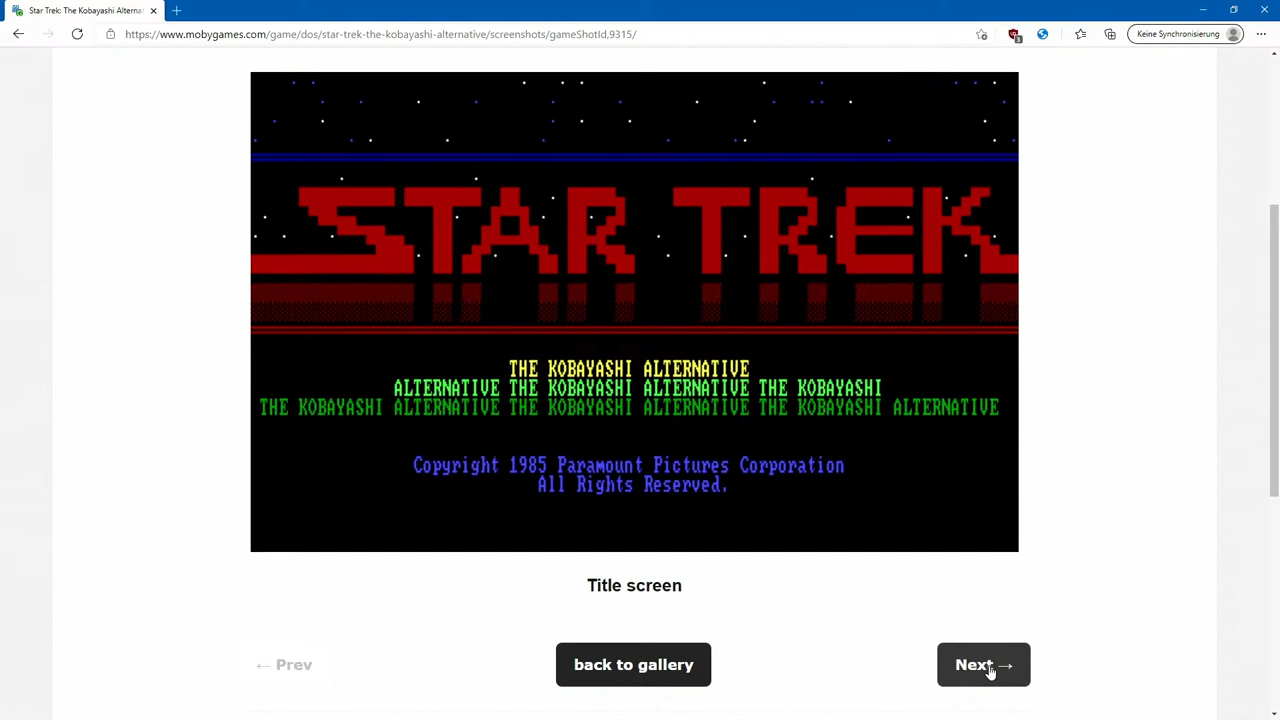 Star Trek: The Kobayashi Alterna
https://www.mobygames.com/game/dos/star-trek-the-kobayashi-alternative/screenshots/gameShotId,9315/
3
Keine Synchronisierung
STAR TREK
THE KOBAYASHI ALTERNATIVE
ALTERNATIVE THE KOBAYASHI ALTERNATIVE THE KOBAYASHI
THE KOBAYASHI ALTERNATIVE THE KOBAYASHI ALTERNATIVE THE KOBAYASHI ALTERNATIVE
Copyright 1985 Paramount Pictures Corporation
All Rights Reserved.
Title screen
← Prev
back to gallery
Next →